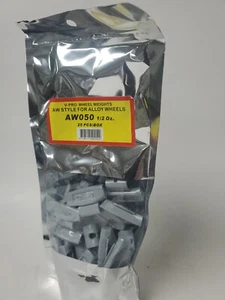 V-PRO WHEEL WEIGHTS
AW STYLE FOR ALLOY WHEELS
AW050 1/2 Oz.
25 PCS/BOX